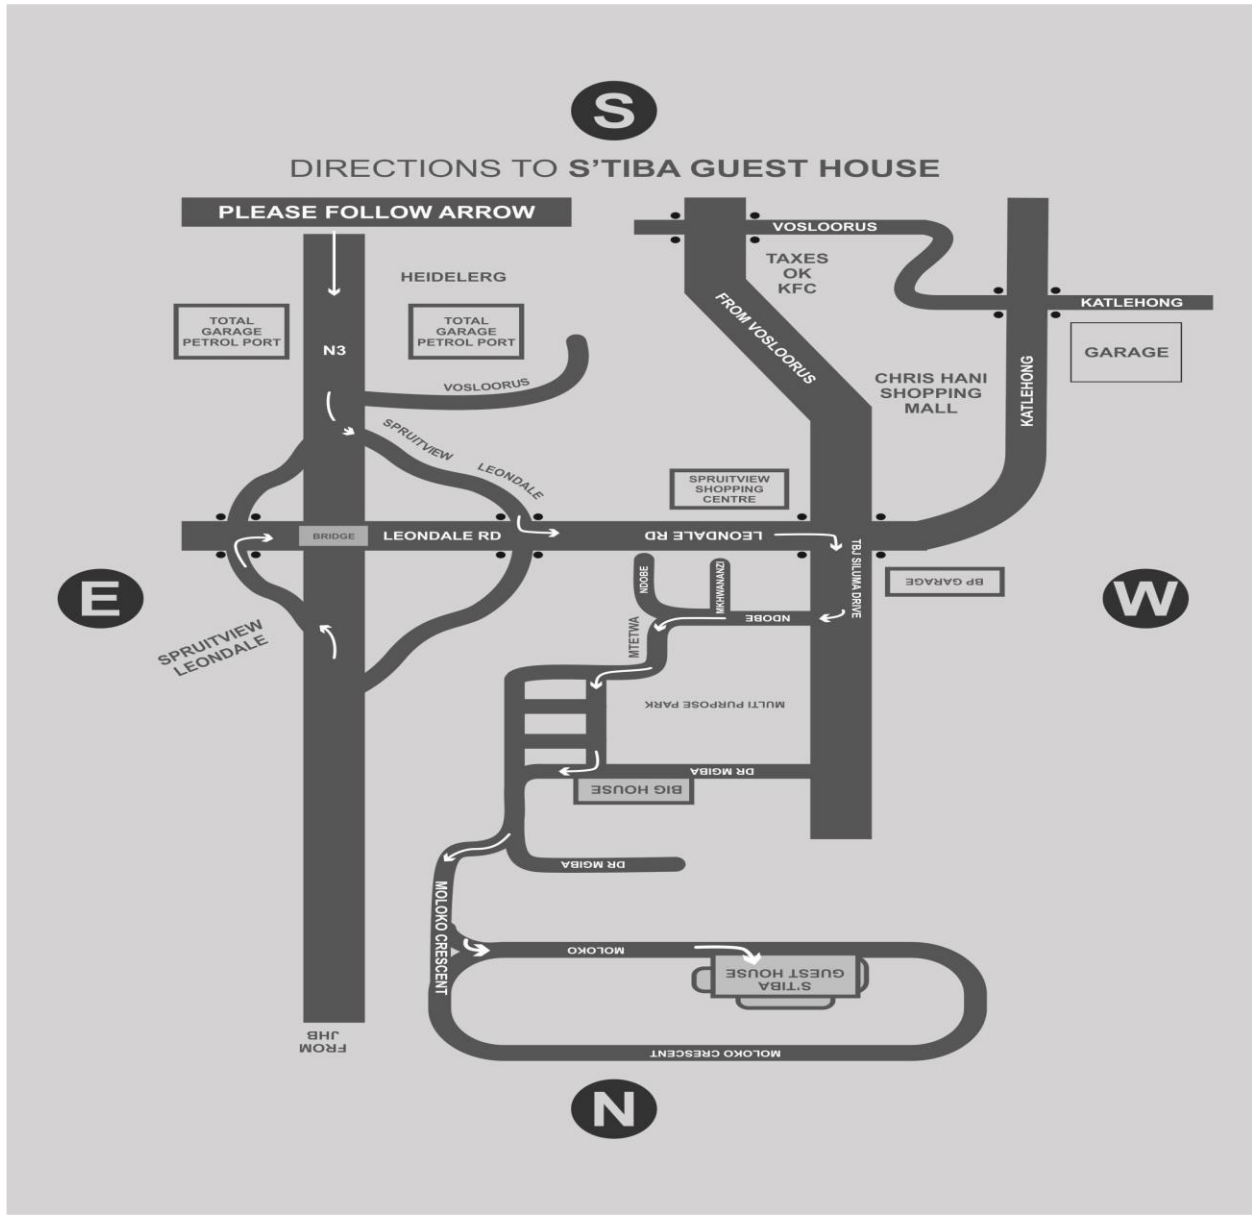 S
DIRECTIONS TO S'TIBA GUEST HOUSE
PLEASE FOLLOW ARROW
VOSLOORUS
TAXES
OK
KFC
HEIDELERG
KATLEHONG
TOTAL
GARAGE
PETROL PORT
TOTAL
GARAGE
PETROL PORT
N3
FROM VOSLOORUS
GARAGE
VOSLOORUS
CHRIS HANI
SHOPPING
MALL
KATLEHONG
SPRUITVIEW
LEONDALE
SPRUITVIEW
SHOPPING
CENTRE
BRIDGE
LEONDALE RD
LEONDALE RD
TBJ SILUMA DRIVE
BP GARAGE
E
W
NDOBE
MKHWANANZI
NDOBE
SPRUITVIEW
LEONDALE
MTETWA
MULTI PURPOSE PARK
DR MGIBA
BIG HOUSE
DR MGIBA
MOLOKO CRESCENT
MOLOKO
S'TIBA
GUEST HOUSE
FROM
JHB
MOLOKO CRESCENT
N